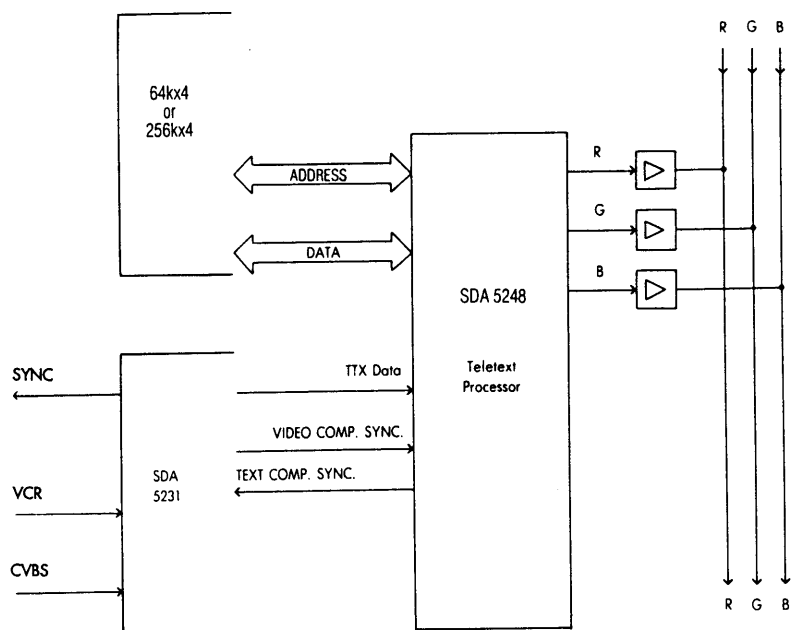 R G B
64kx4
or
256kx4
ADDRESS
DATA
R
G
B
SDA 5248
Teletext
Processor
SYNC
VCR
CVBS
SDA
5231
TTX Data
VIDEO COMP. SYNC.
TEXT COMP. SYNC.
R G B